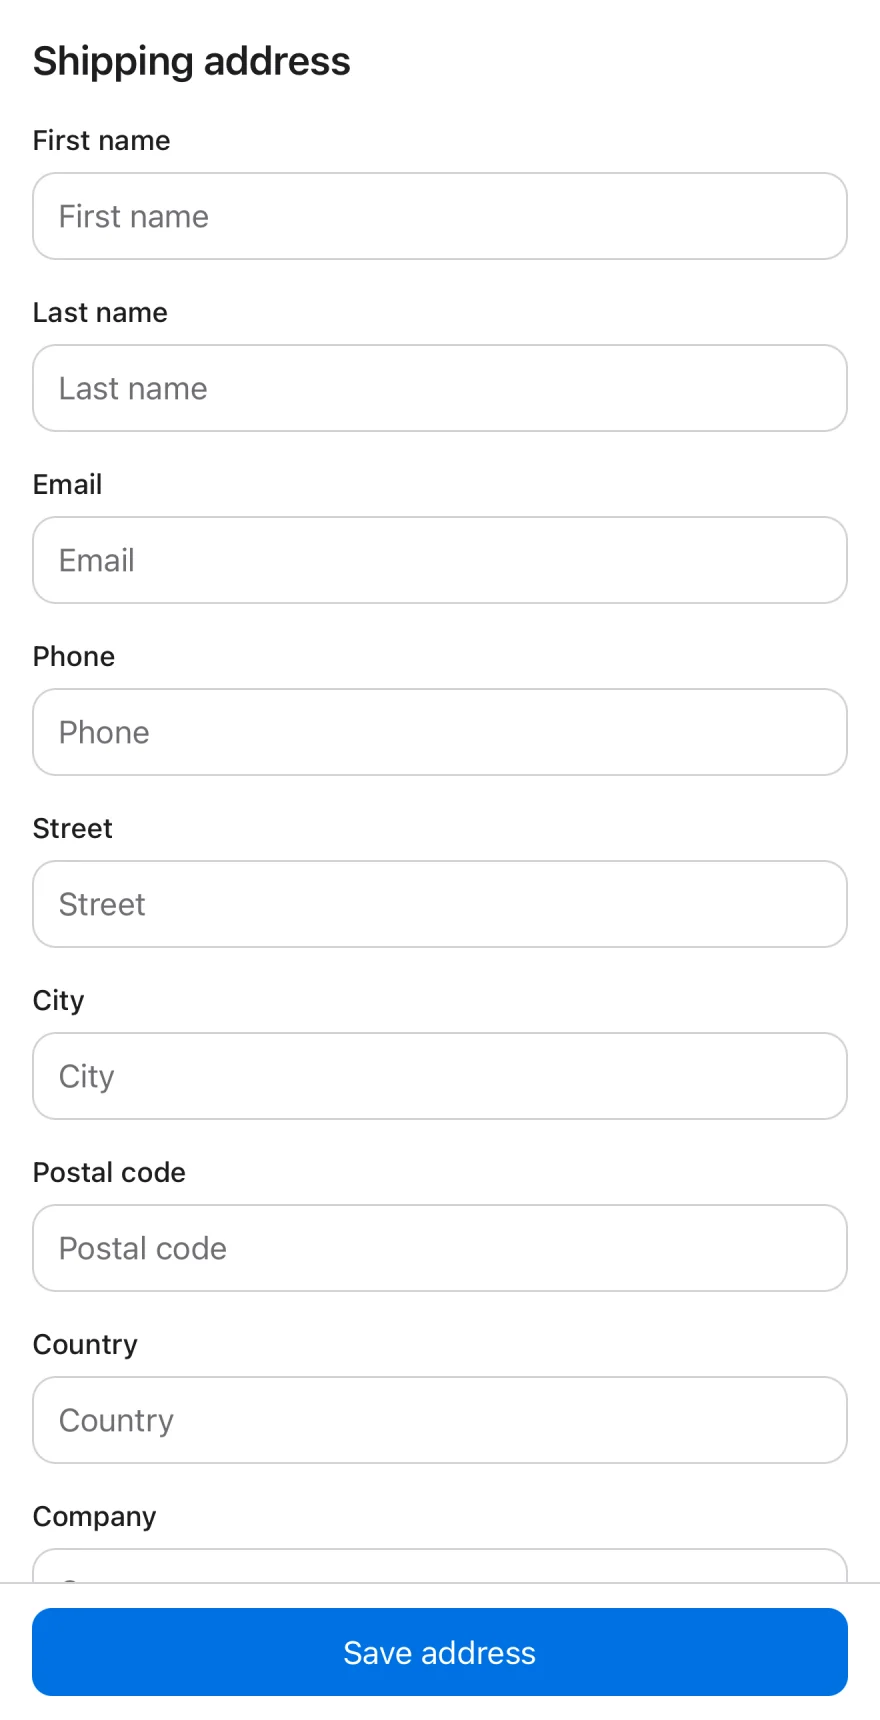 Shipping address
First name
First name
Last name
Last name
Email
Email
Phone
Phone
Street
Street
City
City
Postal code
Postal code
Country
Country
Company
Save address